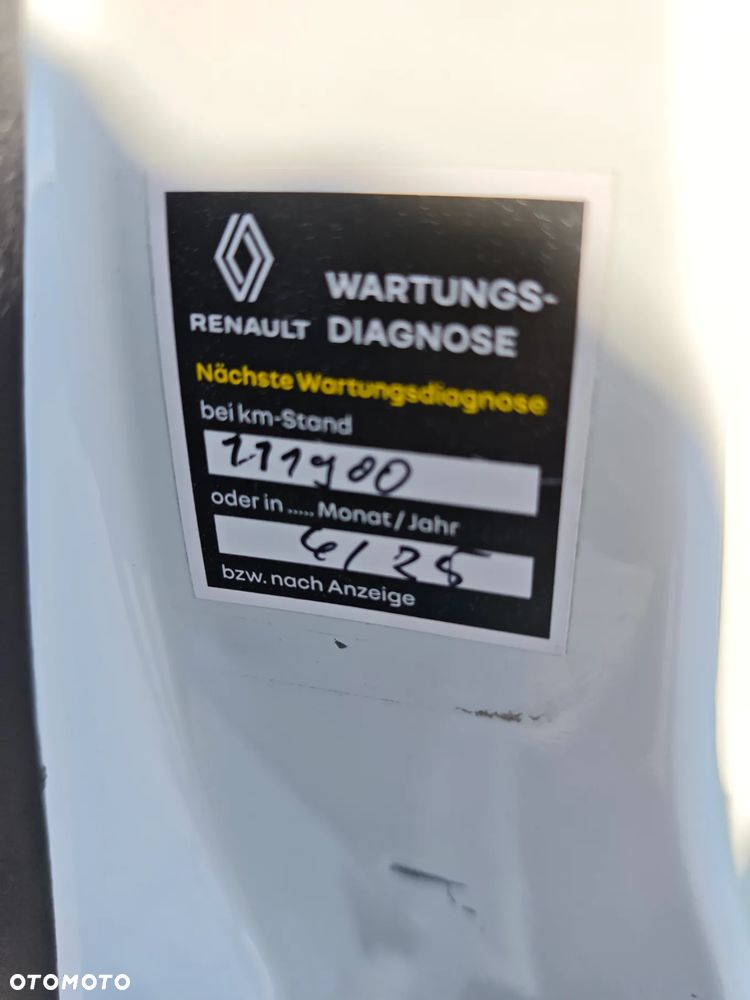 RENAULT
WARTUNGS-
DIAGNOSE
Nächste Wartungsdiagnose
bei km-Stand
111900
oder in ..... Monat/Jahr
6/25
bzw. nach Anzeige
OTOMOTO